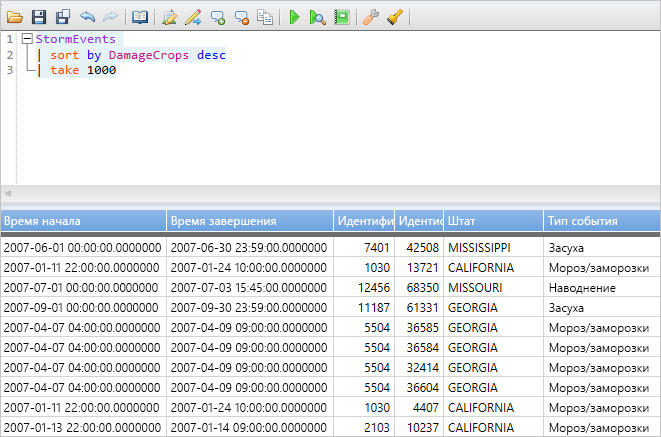 1 StormEvents
2 | sort by DamageCrops desc
3 | take 1000
Время начала Время завершения Идентифи Идентис Штат Тип события
2007-06-01 00:00:00.0000000 2007-06-30 23:59:00.0000000 7401 42508 MISSISSIPPI Засуха
2007-01-11 22:00:00.0000000 2007-01-24 10:00:00.0000000 1030 13721 CALIFORNIA Мороз/заморозки
2007-07-01 00:00:00.0000000 2007-07-03 15:45:00.0000000 12456 68350 MISSOURI Наводнение
2007-09-01 00:00:00.0000000 2007-09-30 23:59:00.0000000 11187 61331 GEORGIA Засуха
2007-04-07 04:00:00.0000000 2007-04-09 09:00:00.0000000 5504 36585 GEORGIA Мороз/заморозки
2007-04-07 04:00:00.0000000 2007-04-09 09:00:00.0000000 5504 36584 GEORGIA Мороз/заморозки
2007-04-07 04:00:00.0000000 2007-04-09 09:00:00.0000000 5504 32414 GEORGIA Мороз/заморозки
2007-04-07 04:00:00.0000000 2007-04-09 09:00:00.0000000 5504 36604 GEORGIA Мороз/заморозки
2007-01-11 22:00:00.0000000 2007-01-24 10:00:00.0000000 1030 4407 CALIFORNIA Мороз/заморозки
2007-01-13 22:00:00.0000000 2007-01-14 09:00:00.0000000 2103 10237 CALIFORNIA Мороз/заморозки